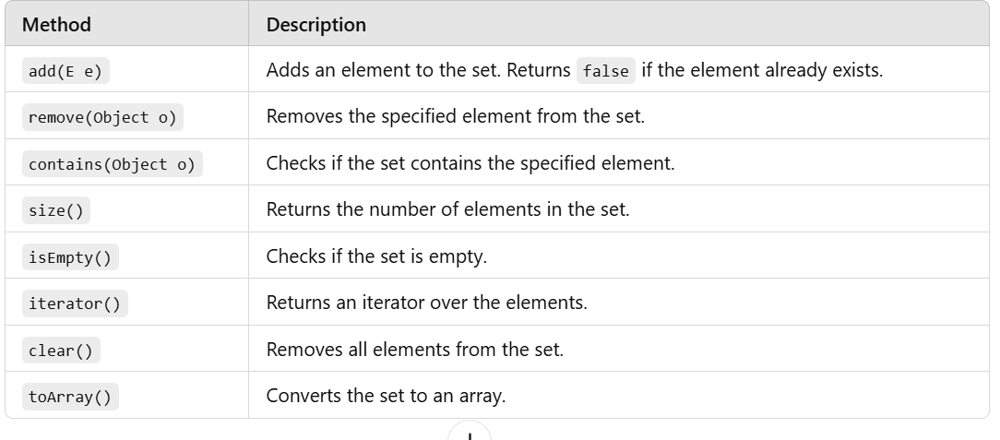 Method Description
add(E e) Adds an element to the set. Returns false if the element already exists.
remove(Object o) Removes the specified element from the set.
contains(Object o) Checks if the set contains the specified element.
size() Returns the number of elements in the set.
isEmpty() Checks if the set is empty.
iterator() Returns an iterator over the elements.
clear() Removes all elements from the set.
toArray() Converts the set to an array.